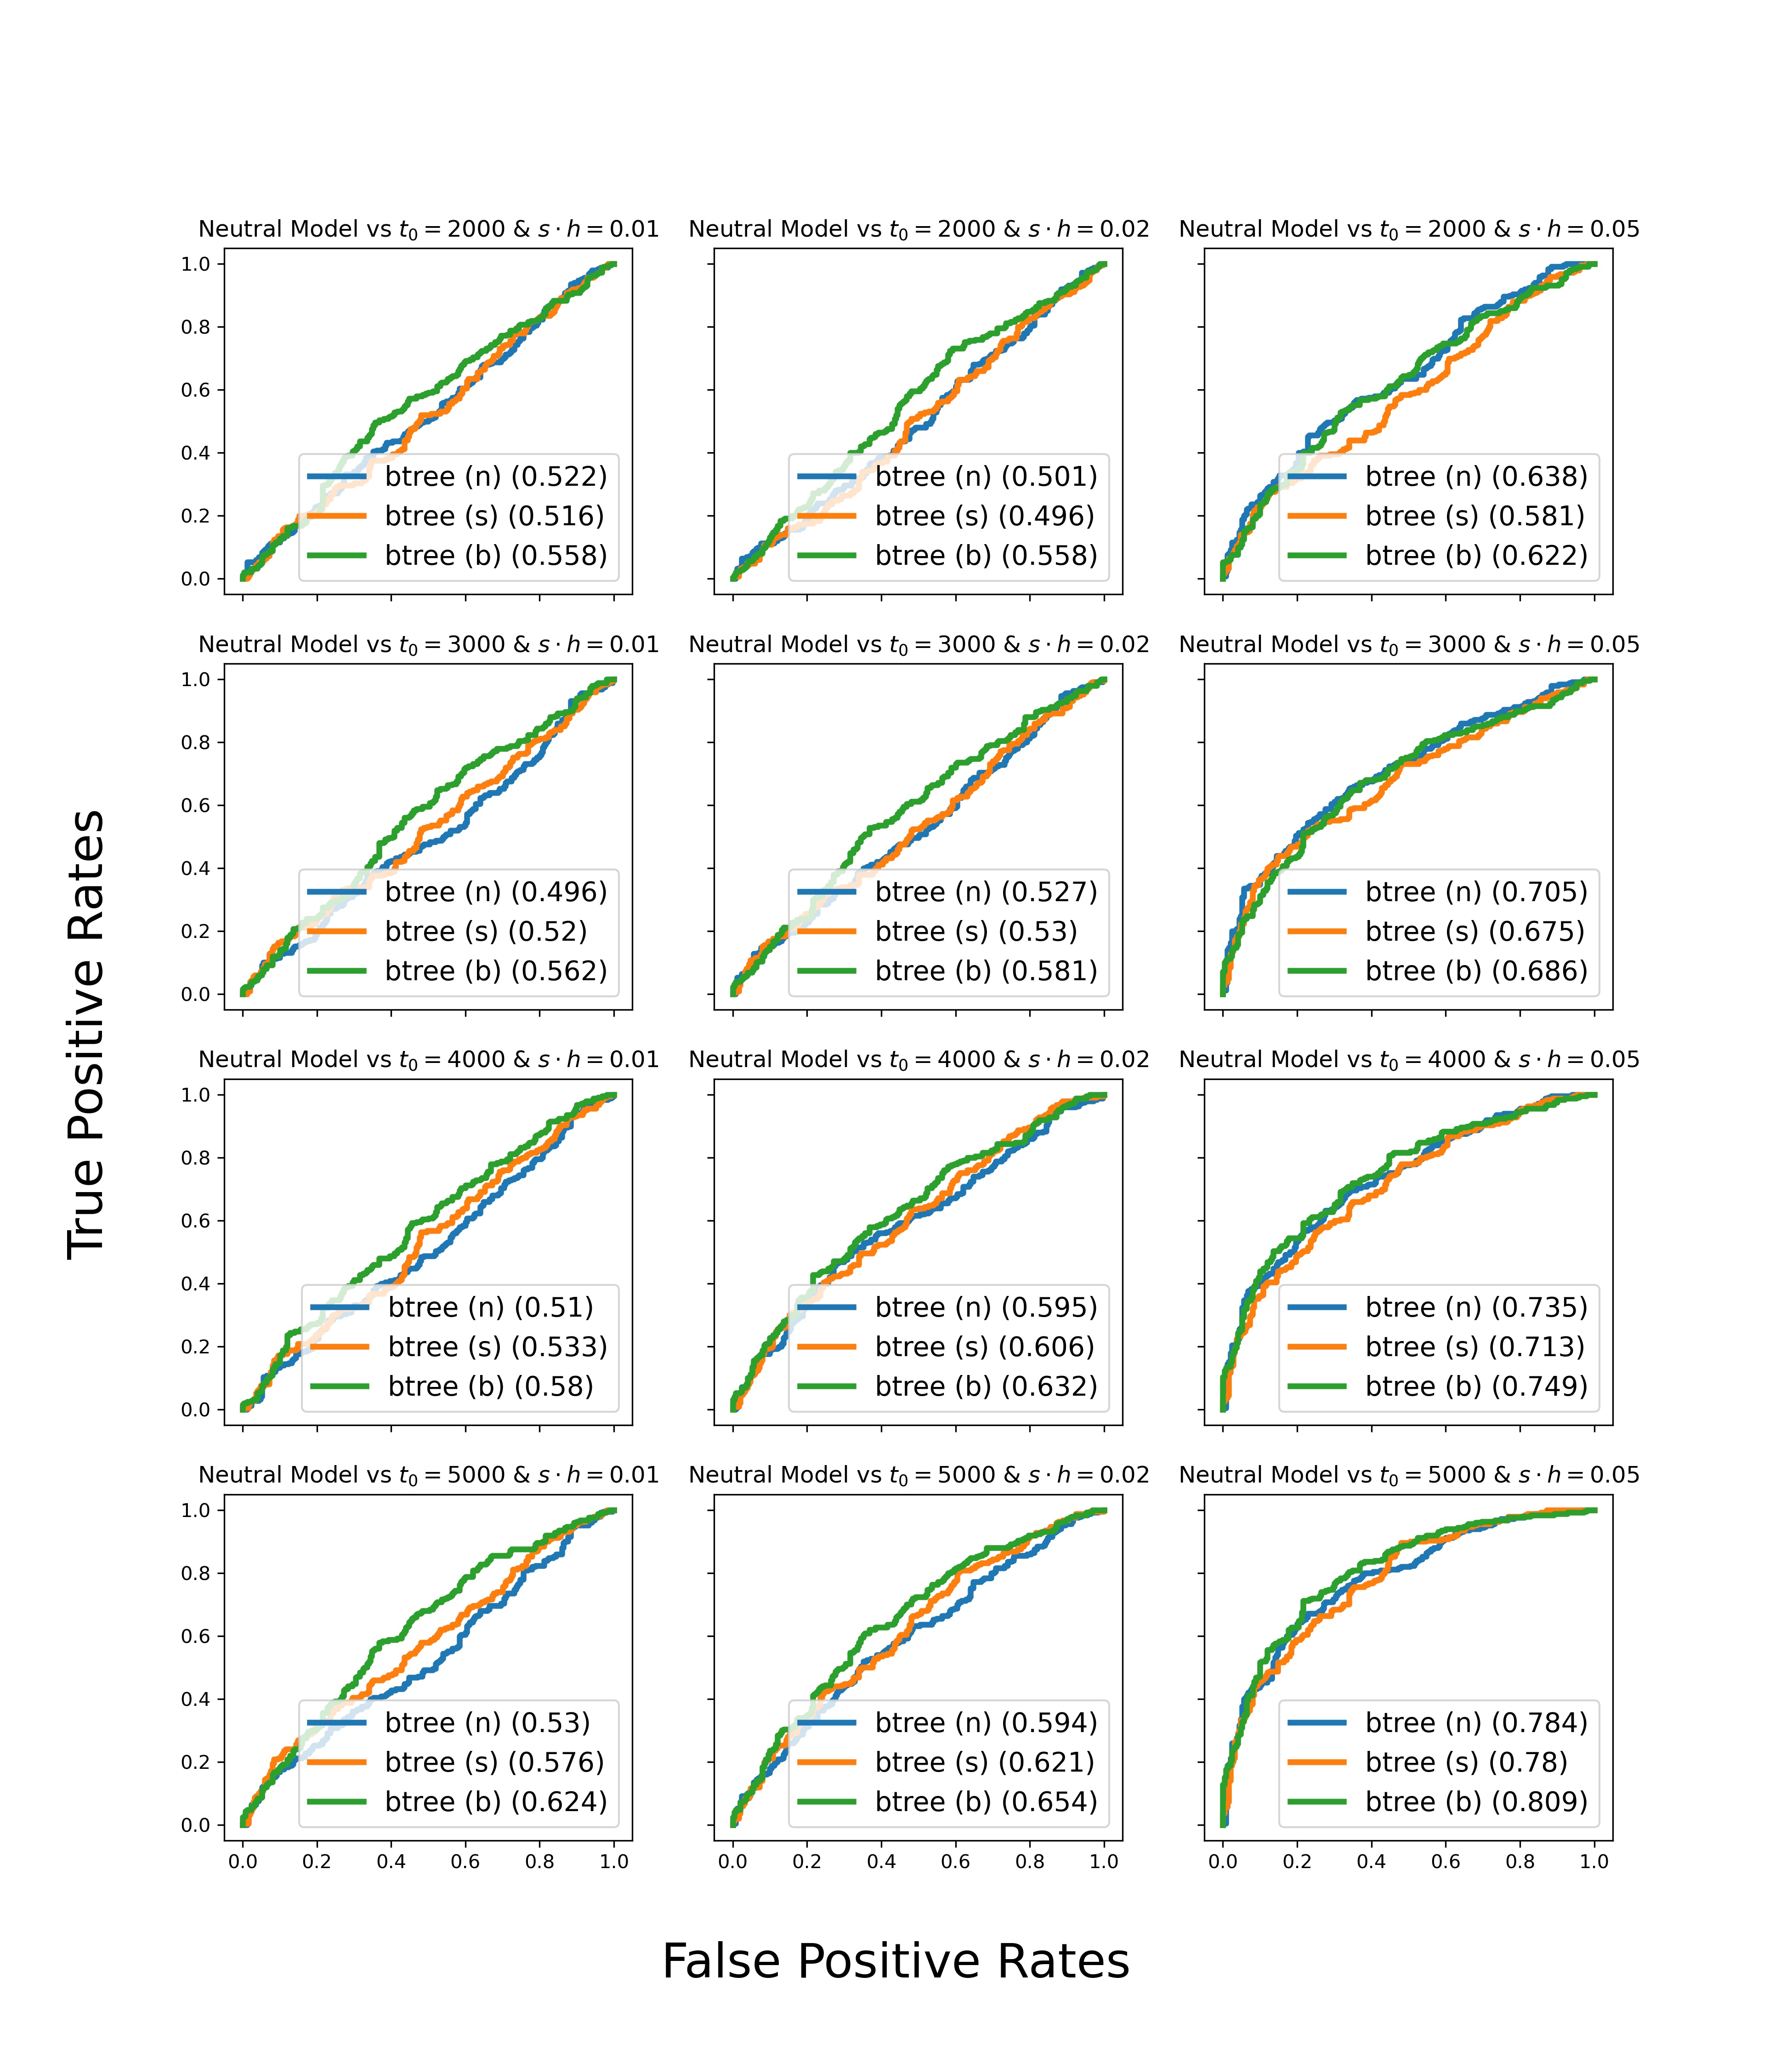 Neutral Model vs t₀ = 2000 & s · h = 0.01
1.0
0.8
0.6
0.4
0.2
0.0
btree (n) (0.522)
btree (s) (0.516)
btree (b) (0.558)
Neutral Model vs t₀ = 2000 & s · h = 0.02
btree (n) (0.501)
btree (s) (0.496)
btree (b) (0.558)
Neutral Model vs t₀ = 2000 & s · h = 0.05
btree (n) (0.638)
btree (s) (0.581)
btree (b) (0.622)
Neutral Model vs t₀ = 3000 & s · h = 0.01
1.0
0.8
0.6
0.4
0.2
0.0
btree (n) (0.496)
btree (s) (0.52)
btree (b) (0.562)
Neutral Model vs t₀ = 3000 & s · h = 0.02
btree (n) (0.527)
btree (s) (0.53)
btree (b) (0.581)
Neutral Model vs t₀ = 3000 & s · h = 0.05
btree (n) (0.705)
btree (s) (0.675)
btree (b) (0.686)
True Positive Rates
Neutral Model vs t₀ = 4000 & s · h = 0.01
1.0
0.8
0.6
0.4
0.2
0.0
btree (n) (0.51)
btree (s) (0.533)
btree (b) (0.58)
Neutral Model vs t₀ = 4000 & s · h = 0.02
btree (n) (0.595)
btree (s) (0.606)
btree (b) (0.632)
Neutral Model vs t₀ = 4000 & s · h = 0.05
btree (n) (0.735)
btree (s) (0.713)
btree (b) (0.749)
Neutral Model vs t₀ = 5000 & s · h = 0.01
1.0
0.8
0.6
0.4
0.2
0.0
btree (n) (0.53)
btree (s) (0.576)
btree (b) (0.624)
0.0 0.2 0.4 0.6 0.8 1.0
Neutral Model vs t₀ = 5000 & s · h = 0.02
btree (n) (0.594)
btree (s) (0.621)
btree (b) (0.654)
0.0 0.2 0.4 0.6 0.8 1.0
Neutral Model vs t₀ = 5000 & s · h = 0.05
btree (n) (0.784)
btree (s) (0.78)
btree (b) (0.809)
0.0 0.2 0.4 0.6 0.8 1.0
False Positive Rates